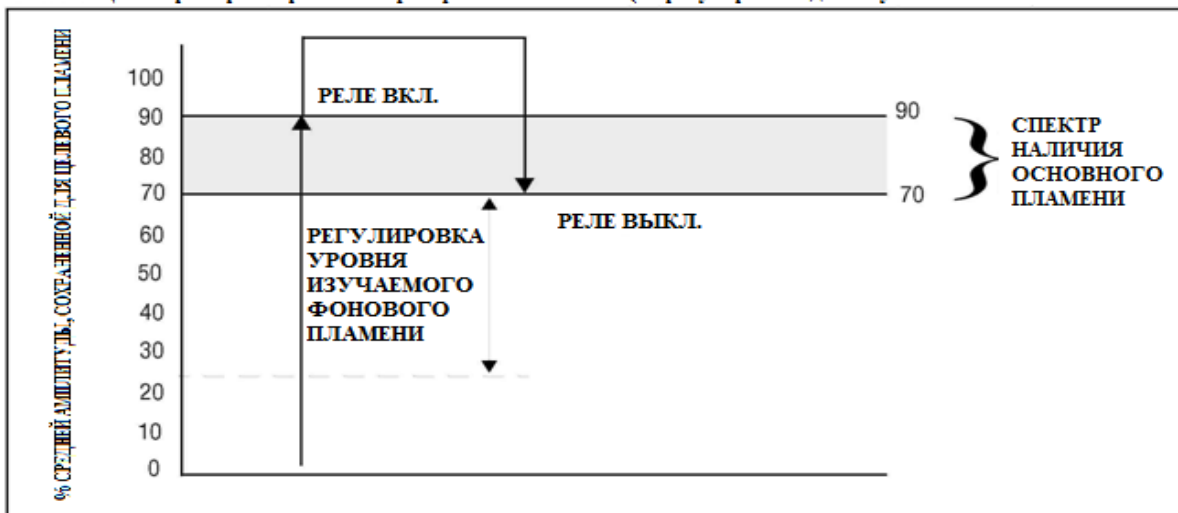 % СРЕДНЕЙ АМПЛИТУДЫ, СОХРАНЕННОЙ ДЛЯ ЦЕЛЕВОГО ПЛАМЕНИ
100
90
80
70
60
50
40
30
20
10
0
РЕЛЕ ВКЛ.
РЕЛЕ ВЫКЛ.
РЕГУЛИРОВКА
УРОВНЯ
ИЗУЧАЕМОГО
ФОНОВОГО
ПЛАМЕНИ
90
70
СПЕКТР
НАЛИЧИЯ
ОСНОВНОГО
ПЛАМЕНИ